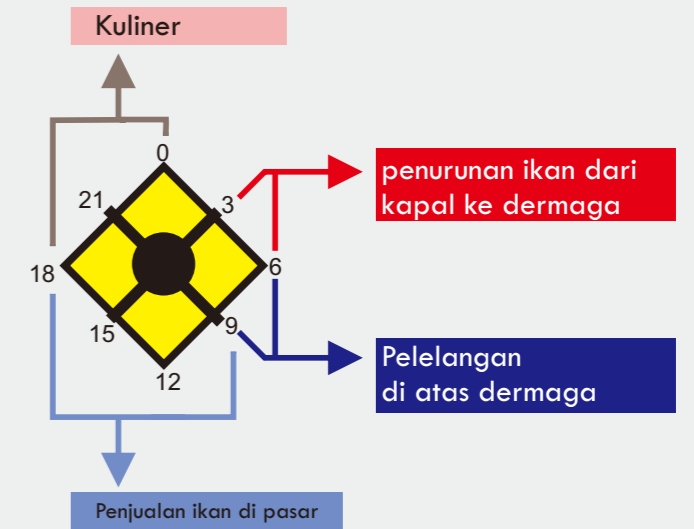 Kuliner
0
21
3
penurunan ikan dari
kapal ke dermaga
18
6
15
9
12
Pelelangan
di atas dermaga
Penjualan ikan di pasar